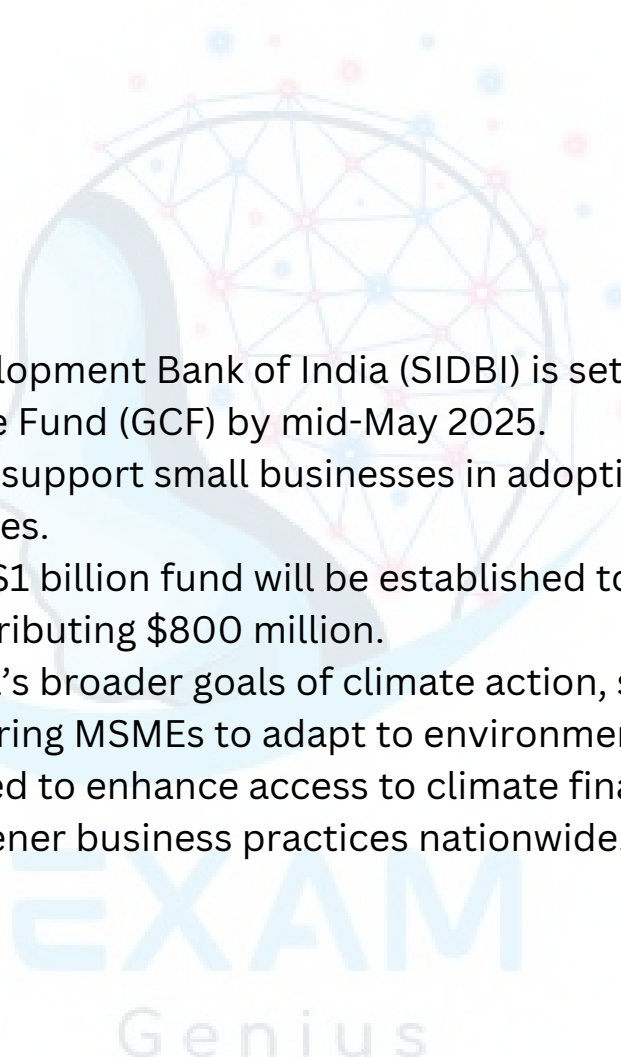 lopment Bank of India (SIDBI) is set
e Fund (GCF) by mid-May 2025.
support small businesses in adopti
es.
$1 billion fund will be established to
ributing $800 million.
's broader goals of climate action, s
ring MSMEs to adapt to environme
ed to enhance access to climate fina
ener business practices nationwide.
EXAM
Genius